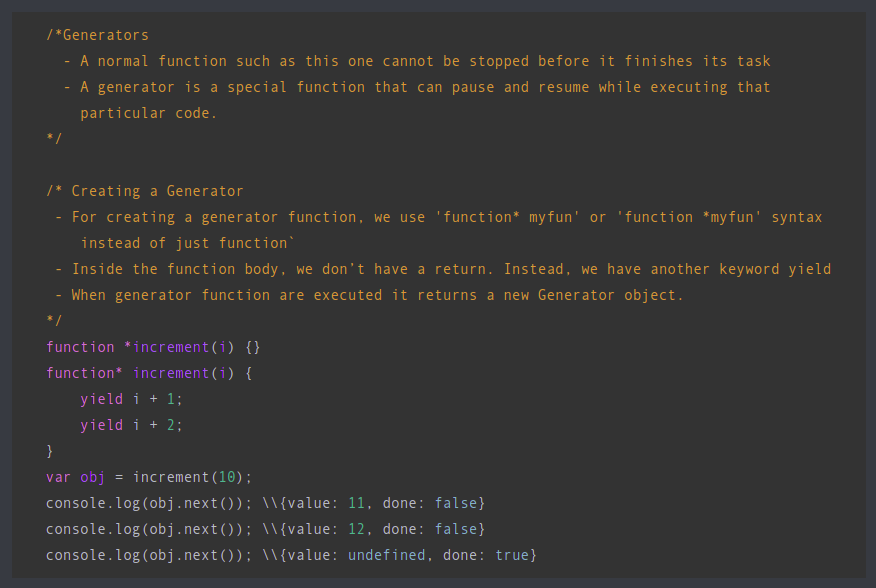 /*Generators
- A normal function such as this one cannot be stopped before it finishes its task
- A generator is a special function that can pause and resume while executing that
particular code.
*/
/* Creating a Generator
- For creating a generator function, we use 'function* myfun' or 'function *myfun' syntax
instead of just function`
- Inside the function body, we don't have a return. Instead, we have another keyword yield
- When generator function are executed it returns a new Generator object.
*/
function *increment(i) {}
function* increment(i) {
yield i + 1;
yield i + 2;
}
var obj = increment(10);
console.log(obj.next()); \\{value: 11, done: false}
console.log(obj.next()); \\{value: 12, done: false}
console.log(obj.next()); \\{value: undefined, done: true}